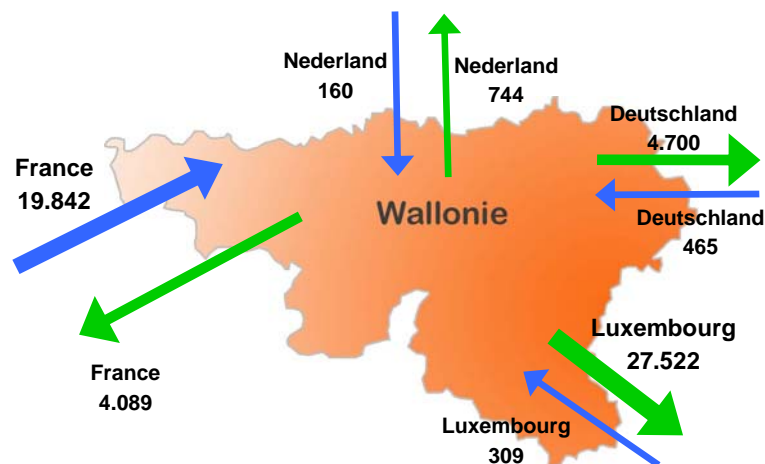 Nederland
160
Nederland
744
Deutschland
4.700
France
19.842
Wallonie
Deutschland
465
Luxembourg
27.522
France
4.089
Luxembourg
309